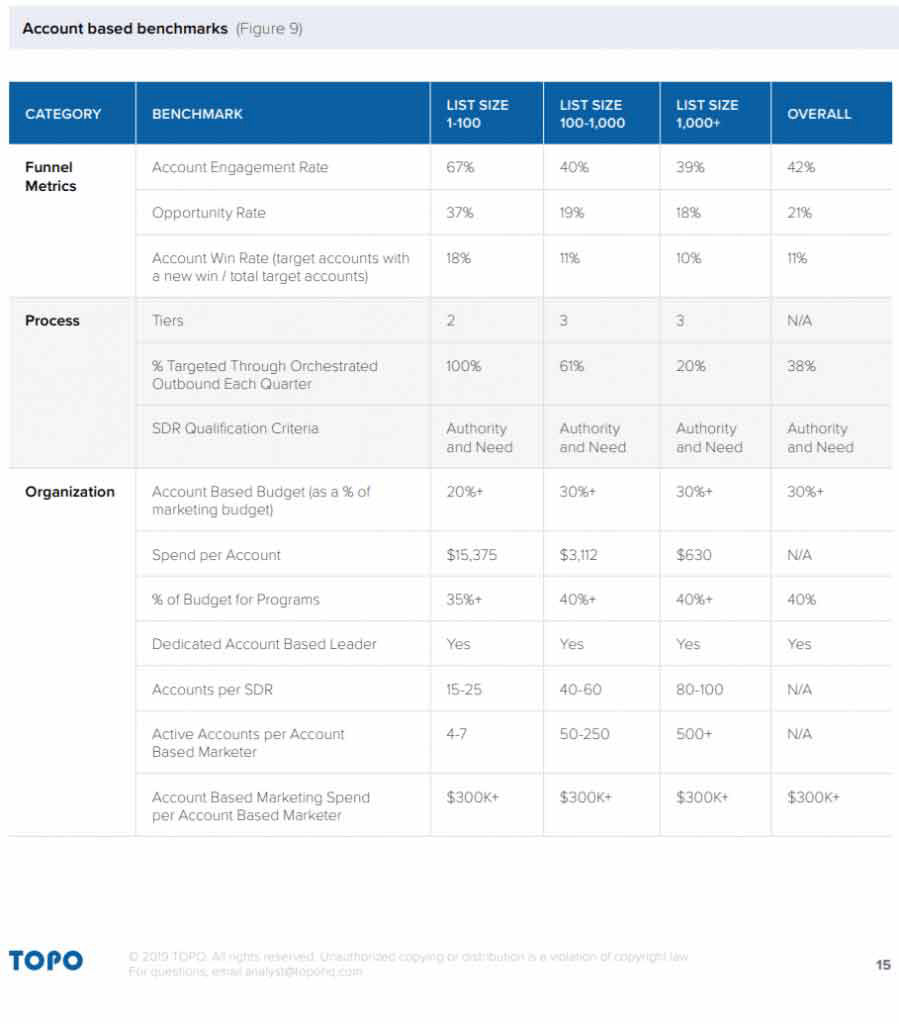 Account based benchmarks (Figure 9)
CATEGORY BENCHMARK LIST SIZE 1-100 LIST SIZE 100-1,000 LIST SIZE 1,000+ OVERALL
Funnel Metrics Account Engagement Rate 67% 40% 39% 42%
Opportunity Rate 37% 19% 18% 21%
Account Win Rate (target accounts with
a new win / total target accounts) 18% 11% 10% 11%
Process Tiers 2 3 3 N/A
% Targeted Through Orchestrated
Outbound Each Quarter 100% 61% 20% 38%
SDR Qualification Criteria Authority and Need Authority and Need Authority and Need Authority and Need
Organization Account Based Budget (as a % of
marketing budget) 20%+ 30%+ 30%+ 30%+
Spend per Account $15,375 $3,112 $630 N/A
% of Budget for Programs 35%+ 40%+ 40%+ 40%
Dedicated Account Based Leader Yes Yes Yes Yes
Accounts per SDR 15-25 40-60 80-100 N/A
Active Accounts per Account
Based Marketer 4-7 50-250 500+ N/A
Account Based Marketing Spend
per Account Based Marketer $300K+ $300K+ $300K+ $300K+
TOPO
© 2019 TOPO. All rights reserved. Unauthorized copying or distribution is a violation of copyright law.
For questions, email analyst@topohq.com
15